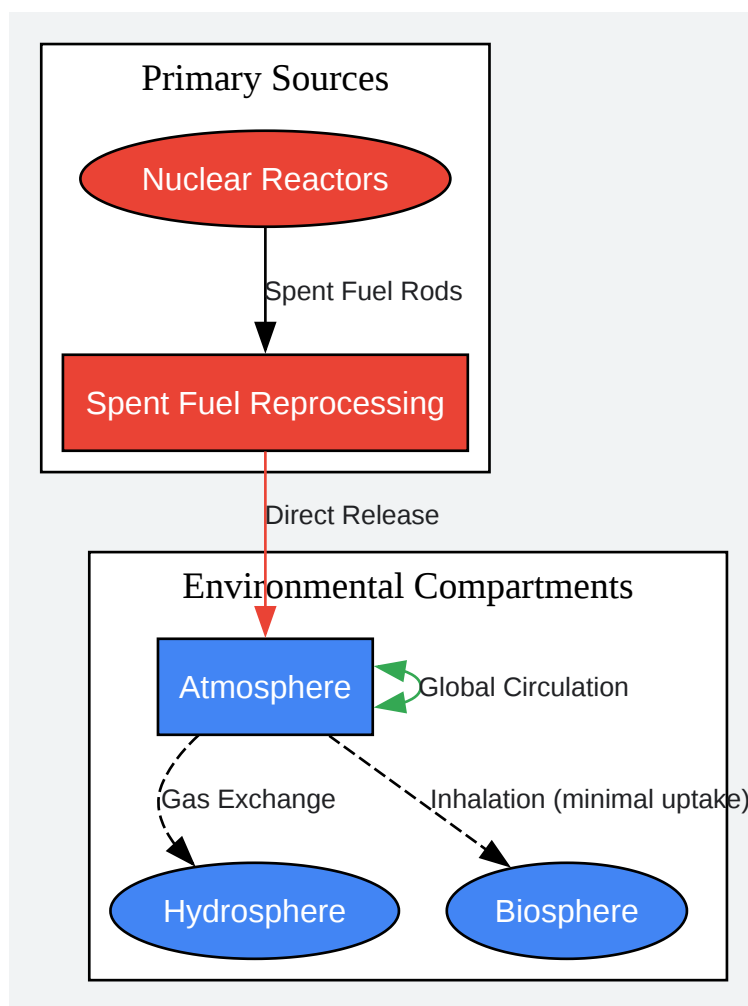 Primary Sources
Nuclear Reactors
Spent Fuel Rods
Spent Fuel Reprocessing
Direct Release
Environmental Compartments
Atmosphere
Global Circulation
Gas Exchange
Inhalation (minimal uptake)
Hydrosphere
Biosphere